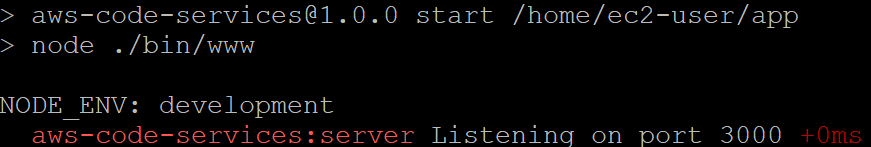 > aws-code-services@1.0.0 start /home/ec2-user/app
> node ./bin/www
NODE_ENV: development
aws-code-services:server Listening on port 3000 +0ms